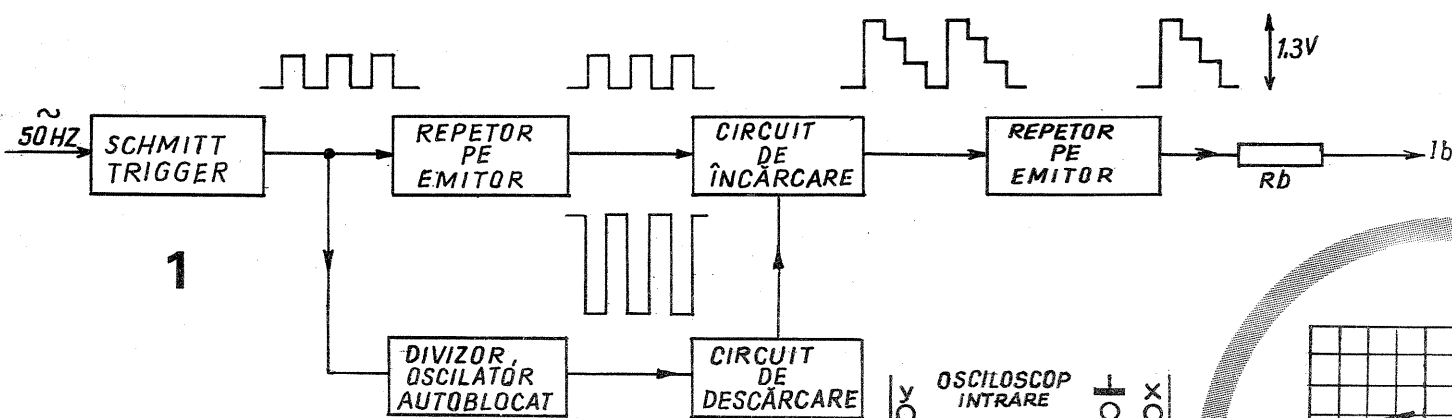 1.3V
50HZ
SCHMITT
TRIGGER
REPETOR
PE
EMITOR
CIRCUIT
DE
ÎNCĂRCARE
REPETOR
PE
EMITOR
Rb
Ib
1
DIVIZOR,
OSCILATOR
AUTOBLOCAT
CIRCUIT
DE
DESCĂRCARE
Y
OSCILOSCOP
INTRARE
X